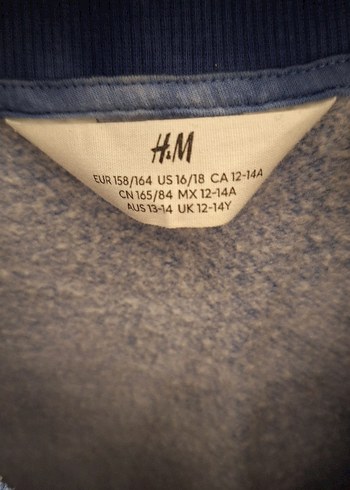 H&M
EUR 158/164 US 16/18 CA 12-14A
CN 165/84 MX 12-14A
AUS 13-14 UK 12-14Y